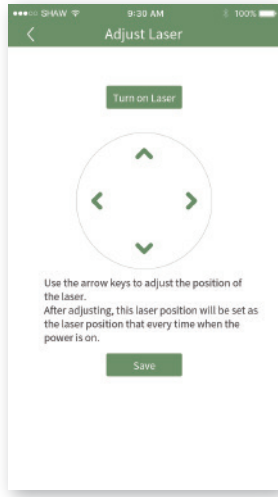 SHAW 9:30 AM 100%
Adjust Laser
Turn on Laser
Use the arrow keys to adjust the position of
the laser.
After adjusting, this laser position will be set as
the laser position that every time when the
power is on.
Save